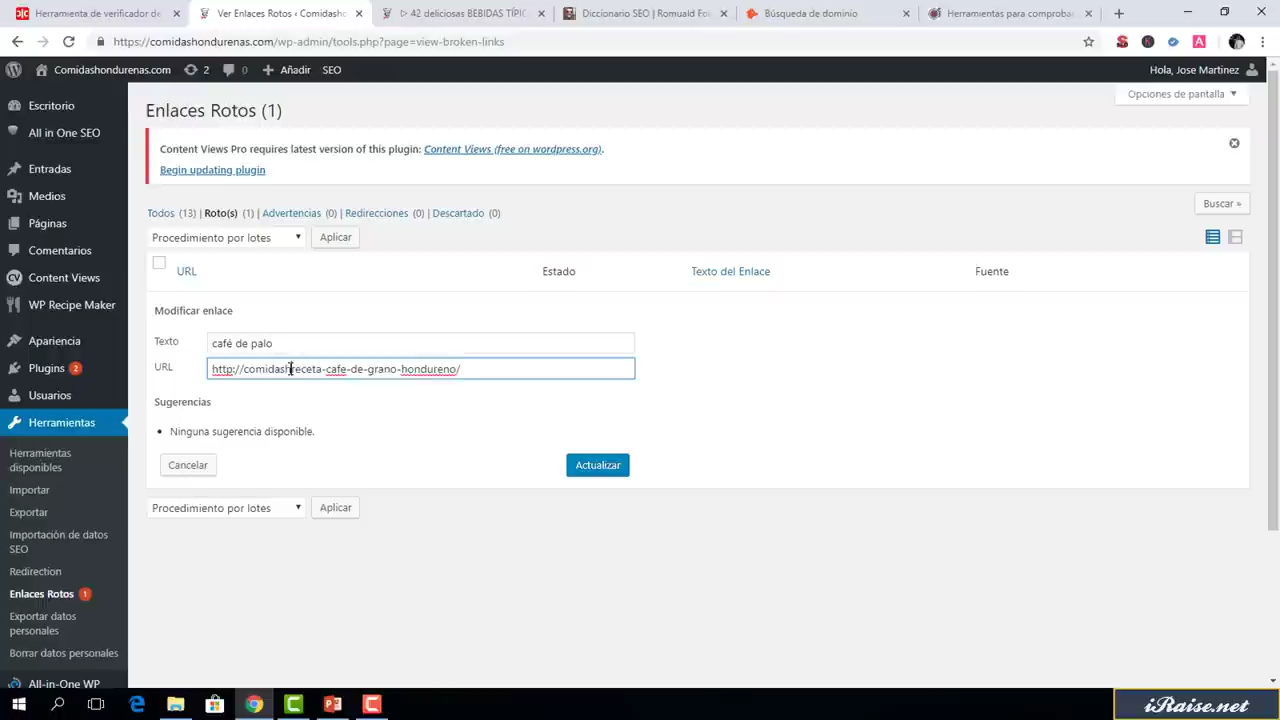 Herramienta de verificador de
Ver Enlaces Rotos ‹ Comidash
▷ 42 deliciosas BEBIDAS TÍPIC
Diccionario SEO | Romuald Fo
Búsqueda de dominio
Herramientas para comproba
https://comidashondurenas.com/wp-admin/tools.php?page=view-broken-links
Comidashondurenas.com
2
0
Añadir
SEO
Hola, Jose Martinez
Escritorio
All in One SEO
Entradas
Medios
Páginas
Comentarios
Content Views
WP Recipe Maker
Apariencia
Plugins 2
Usuarios
Herramientas
Herramientas
disponibles
Importar
Exportar
Importación de datos
SEO
Redirection
Enlaces Rotos 1
Exportar datos
personales
Borrar datos personales
All-in-One WP
Opciones de pantalla
Enlaces Rotos (1)
Content Views Pro requires latest version of this plugin: Content Views (free on wordpress.org).
Begin updating plugin
Todos (13) | Roto(s) (1) | Advertencias (0) | Redirecciones (0) | Descartado (0)
Buscar »
Procedimiento por lotes
Aplicar
URL
Estado
Texto del Enlace
Fuente
Modificar enlace
Texto
café de palo
URL
http://comidashreceta-cafe-de-grano-hondureno/
Sugerencias
Ninguna sugerencia disponible.
Cancelar
Actualizar
Procedimiento por lotes
Aplicar
iRaise.net